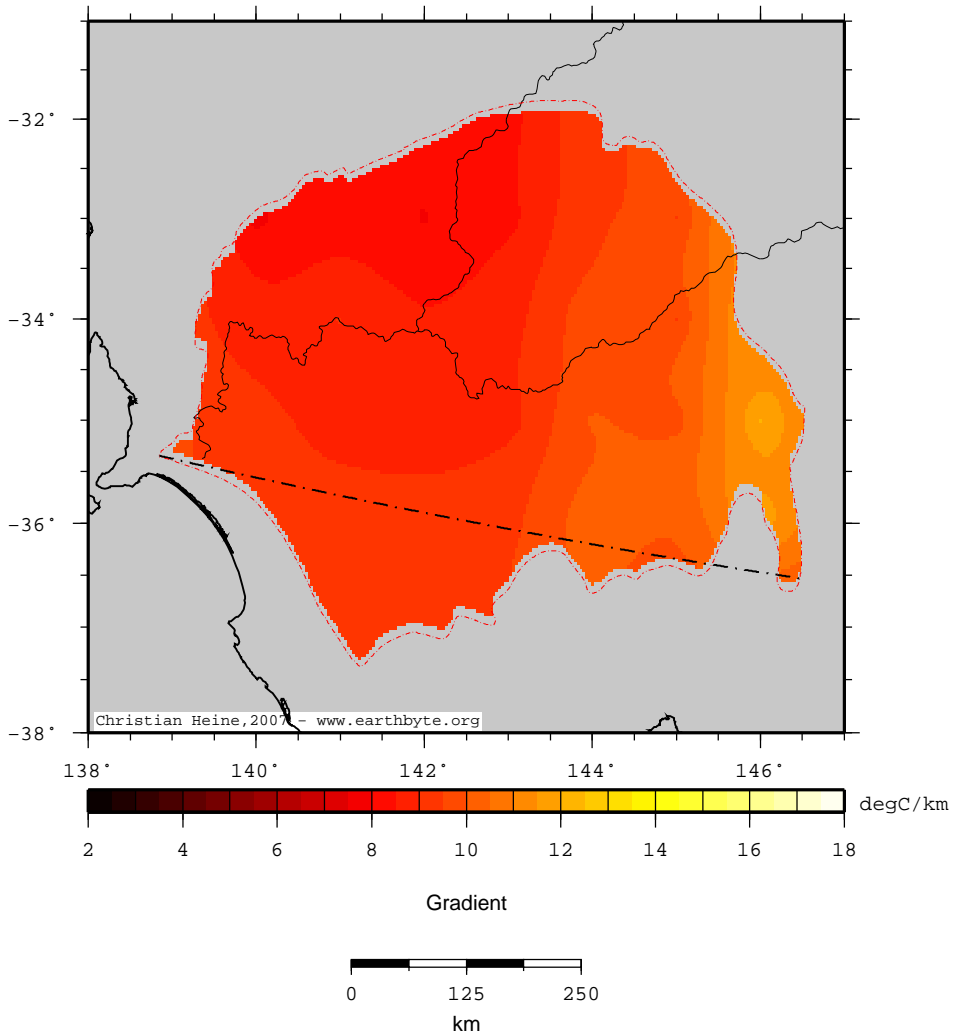 −32°
−34°
−36°
−38°
Christian Heine,2007 - www.earthbyte.org
138° 140° 142° 144° 146°
degC/km
2 4 6 8 10 12 14 16 18
Gradient
0 125 250
km